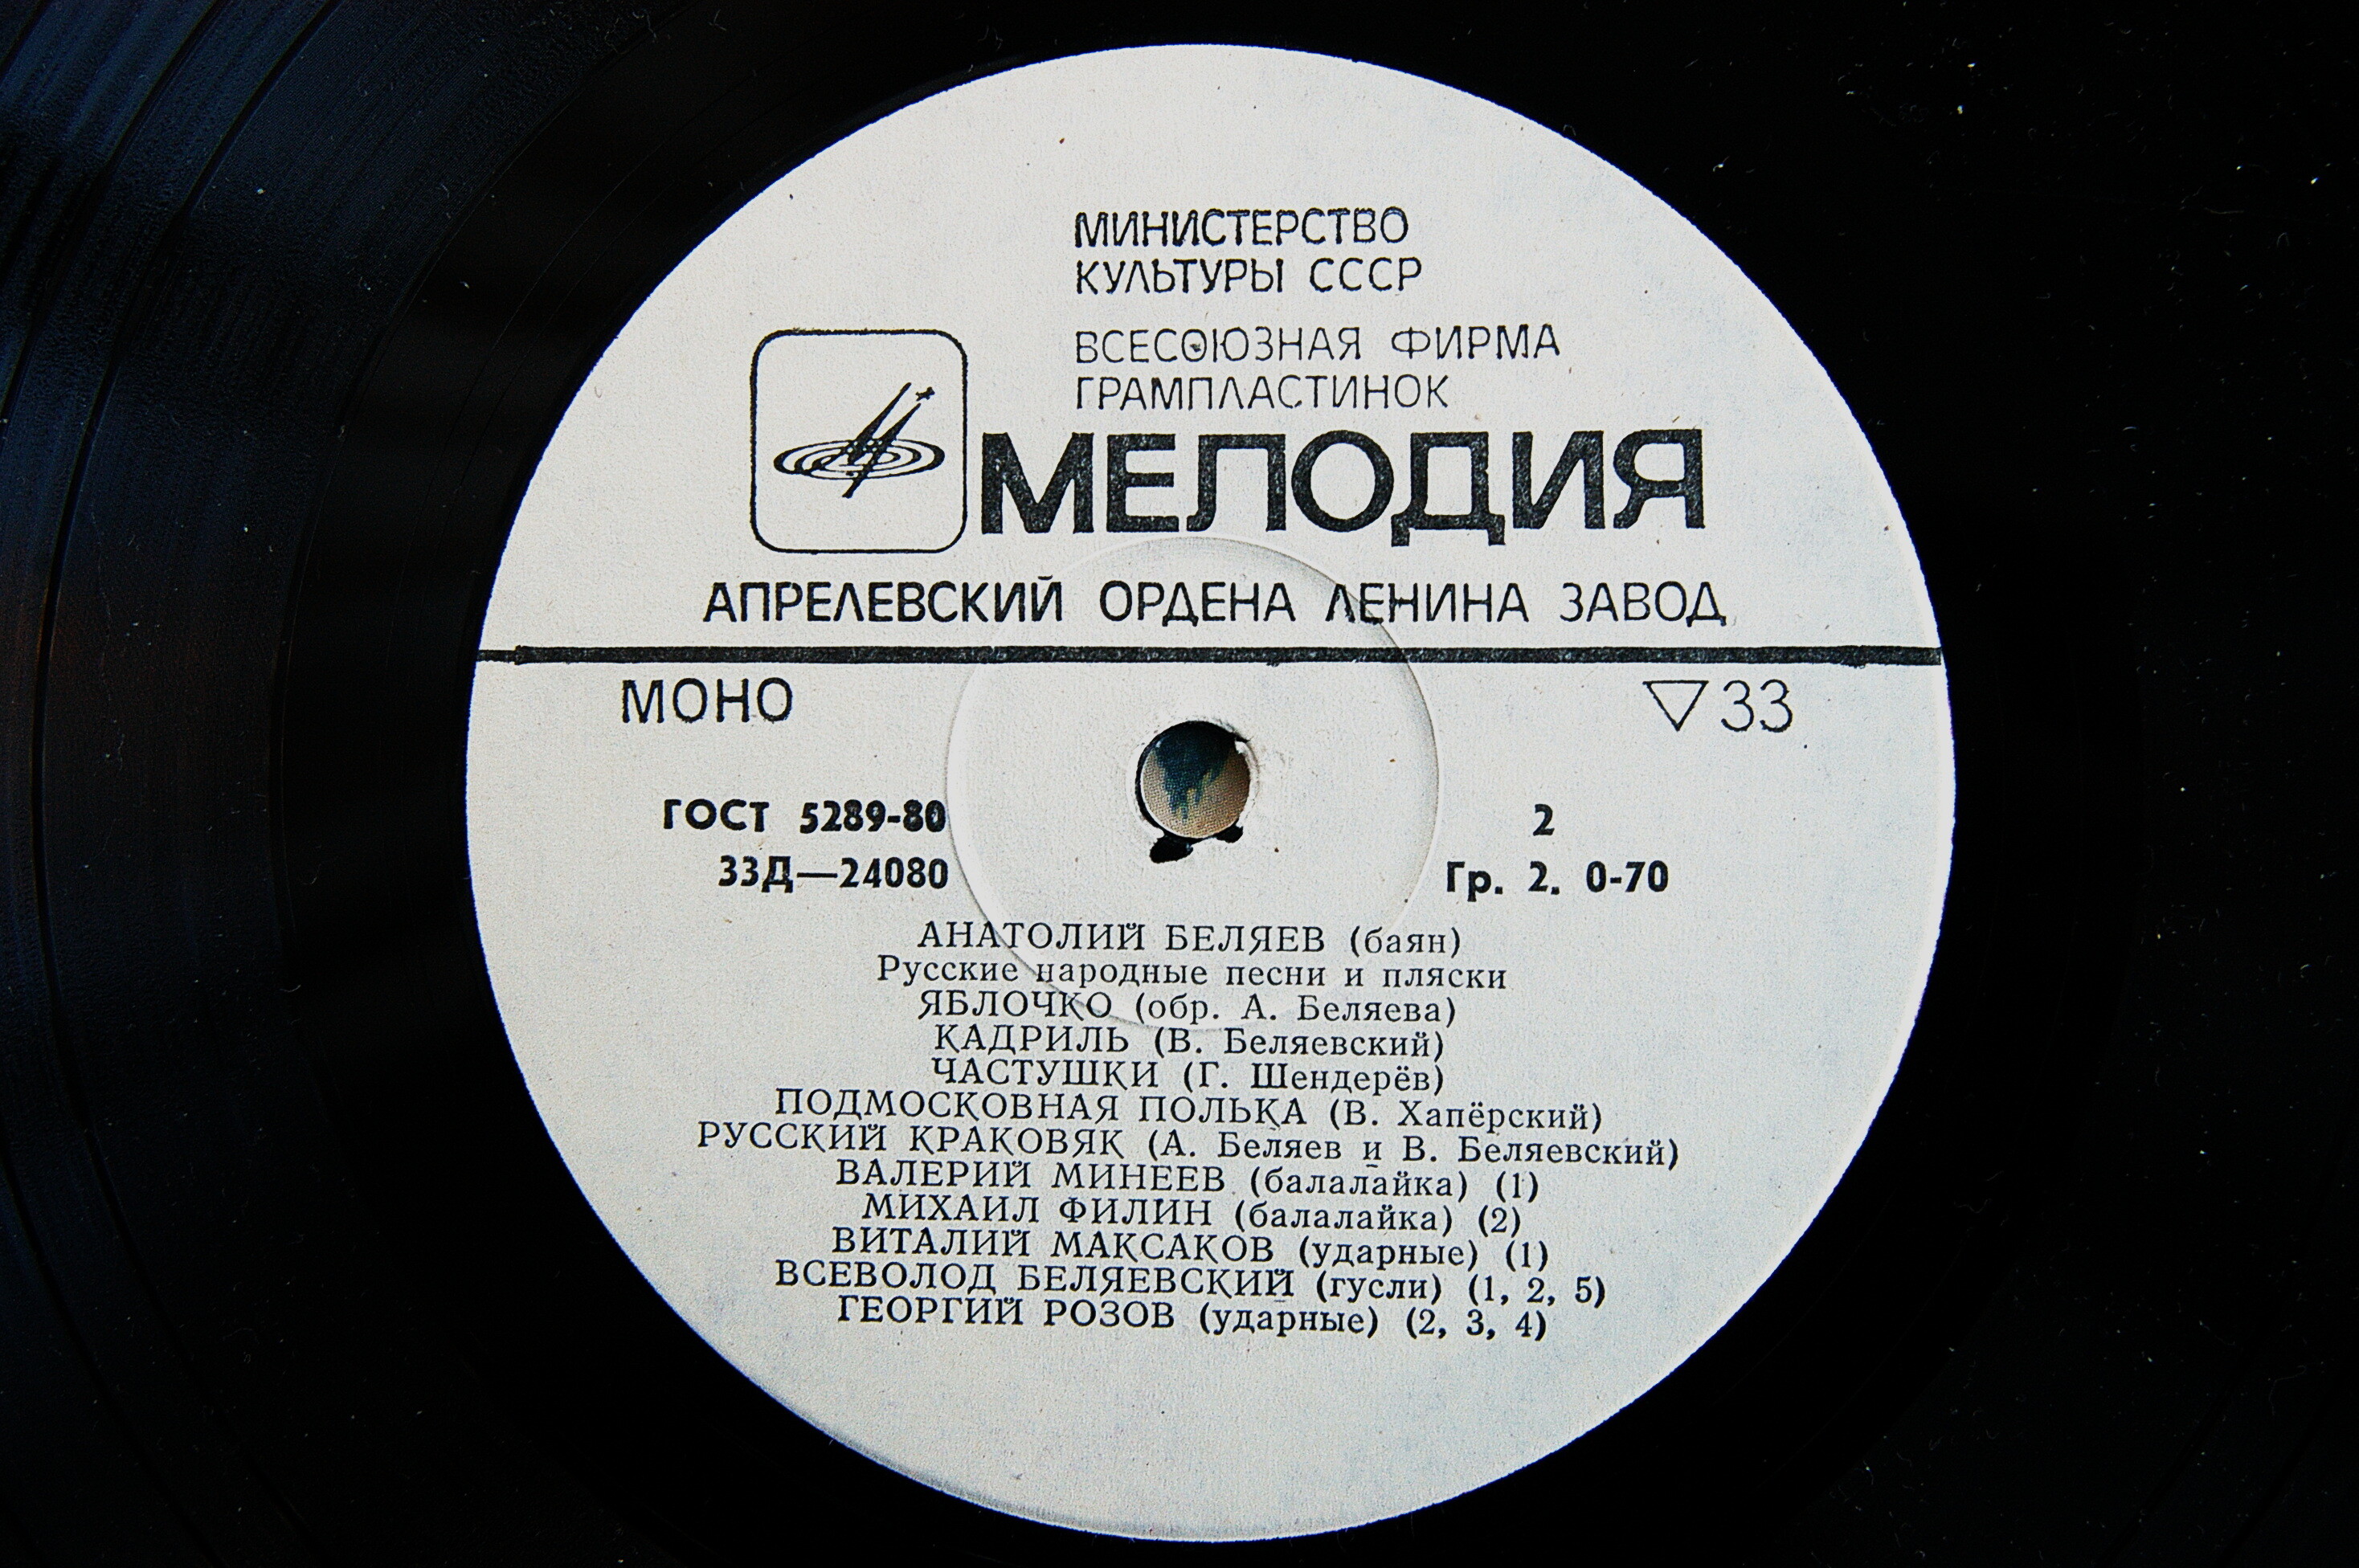 МИНИСТЕРСТВО
КУЛЬТУРЫ СССР
ВСЕСОЮЗНАЯ ФИРМА
ГРАМПЛАСТИНОК
МЕЛОДИЯ
АПРЕЛЕВСКИЙ ОРДЕНА ЛЕНИНА ЗАВОД
МОНО ▽33
ГОСТ 5289-80 2
33Д—24080 Гр. 2. 0-70
АНАТОЛИЙ БЕЛЯЕВ (баян)
Русские народные песни и пляски
ЯБЛОЧКО (обр. А. Беляева)
КАДРИЛЬ (В. Беляевский)
ЧАСТУШКИ (Г. Шендерёв)
ПОДМОСКОВНАЯ ПОЛЬКА (В. Хапёрский)
РУССКИЙ КРАКОВЯК (А. Беляев и В. Беляевский)
ВАЛЕРИЙ МИНЕЕВ (балалайка) (1)
МИХАИЛ ФИЛИН (балалайка) (2)
ВИТАЛИЙ МАКСАКОВ (ударные) (1)
ВСЕВОЛОД БЕЛЯЕВСКИЙ (гусли) (1, 2, 5)
ГЕОРГИЙ РОЗОВ (ударные) (2, 3, 4)